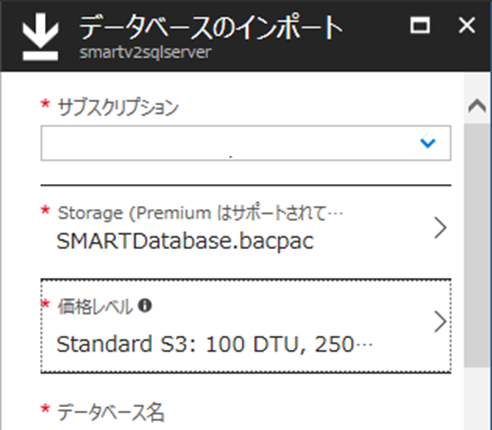 データベースのインポート
smartv2sqlserver
* サブスクリプション
* Storage (Premium はサポートされて…
SMARTDatabase.bacpac
* 価格レベル
Standard S3: 100 DTU, 250…
* データベース名